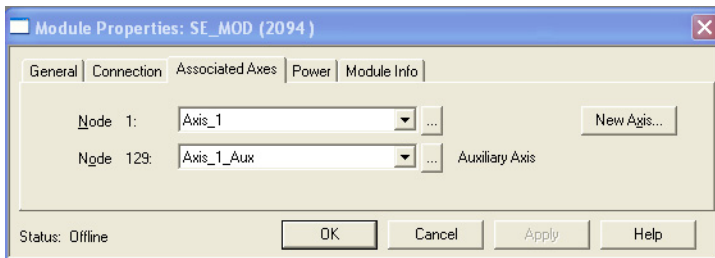 Module Properties: SE_MOD (2094)
General Connection Associated Axes Power Module Info
Node 1: Axis_1 ... New Axis...
Node 129: Axis_1_Aux ... Auxiliary Axis
Status: Offline OK Cancel Apply Help